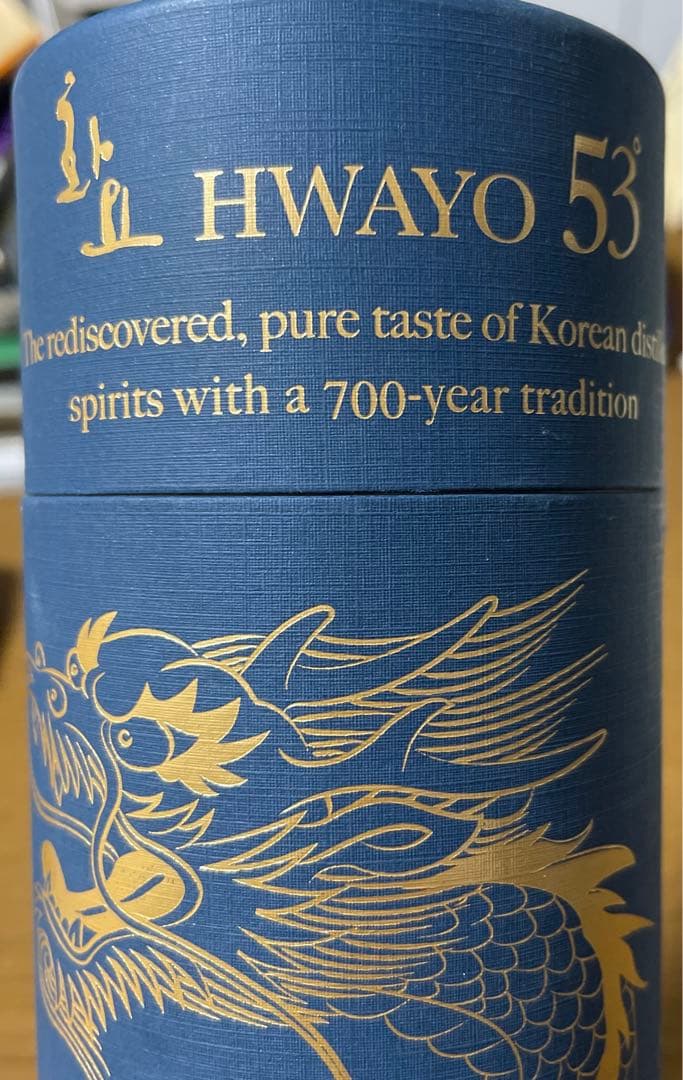 화요 HWAYO 53°
The rediscovered, pure taste of Korean
spirits with a 700-year tradition